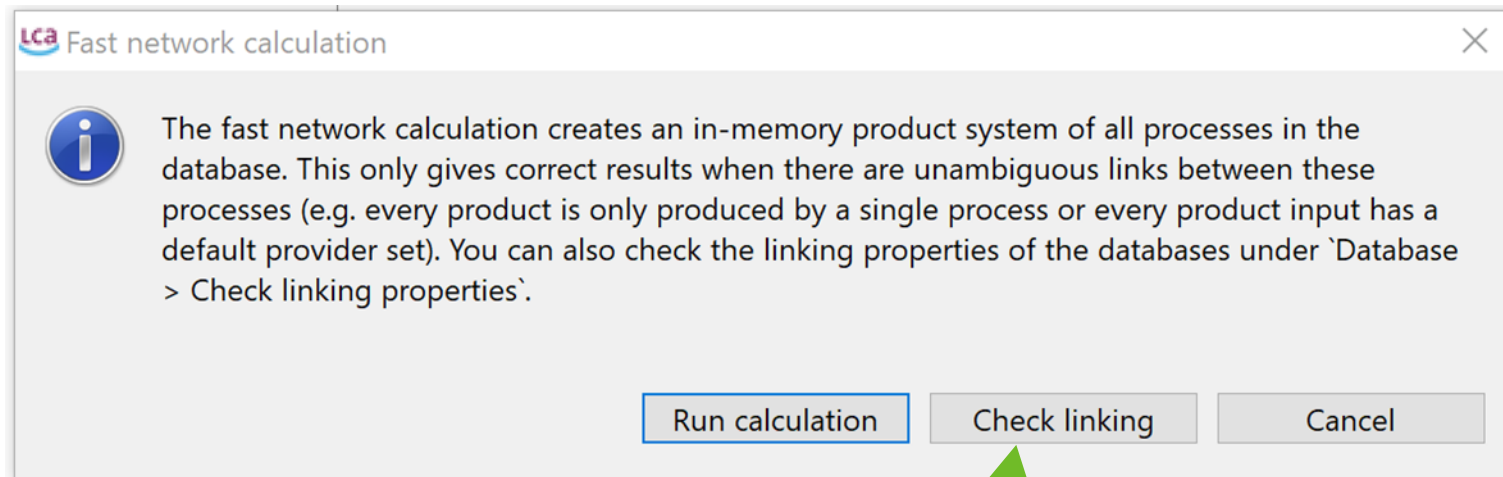 LCa Fast network calculation
The fast network calculation creates an in-memory product system of all processes in the
database. This only gives correct results when there are unambiguous links between these
processes (e.g. every product is only produced by a single process or every product input has a
default provider set). You can also check the linking properties of the databases under `Database
> Check linking properties`.
Run calculation Check linking Cancel